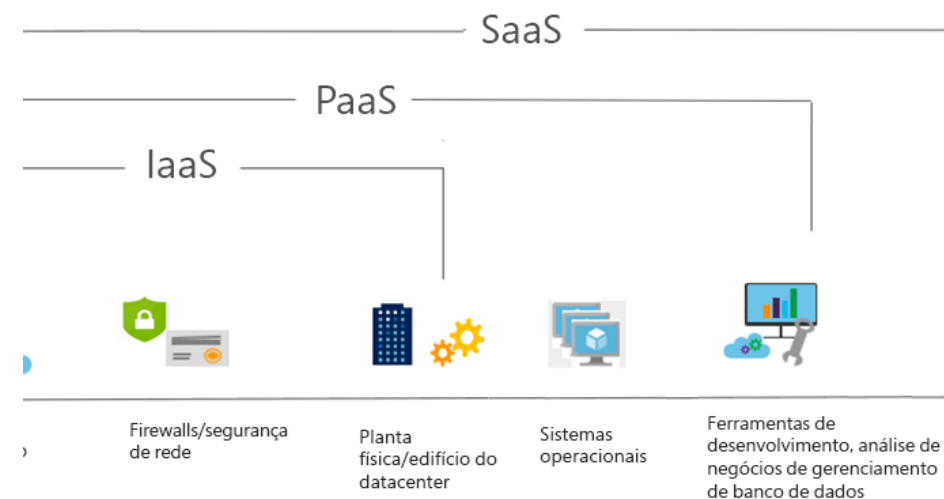 SaaS
PaaS
IaaS
Firewalls/segurança
de rede
Planta
física/edifício do
datacenter
Sistemas
operacionais
Ferramentas de
desenvolvimento, análise de
negócios de gerenciamento
de banco de dados